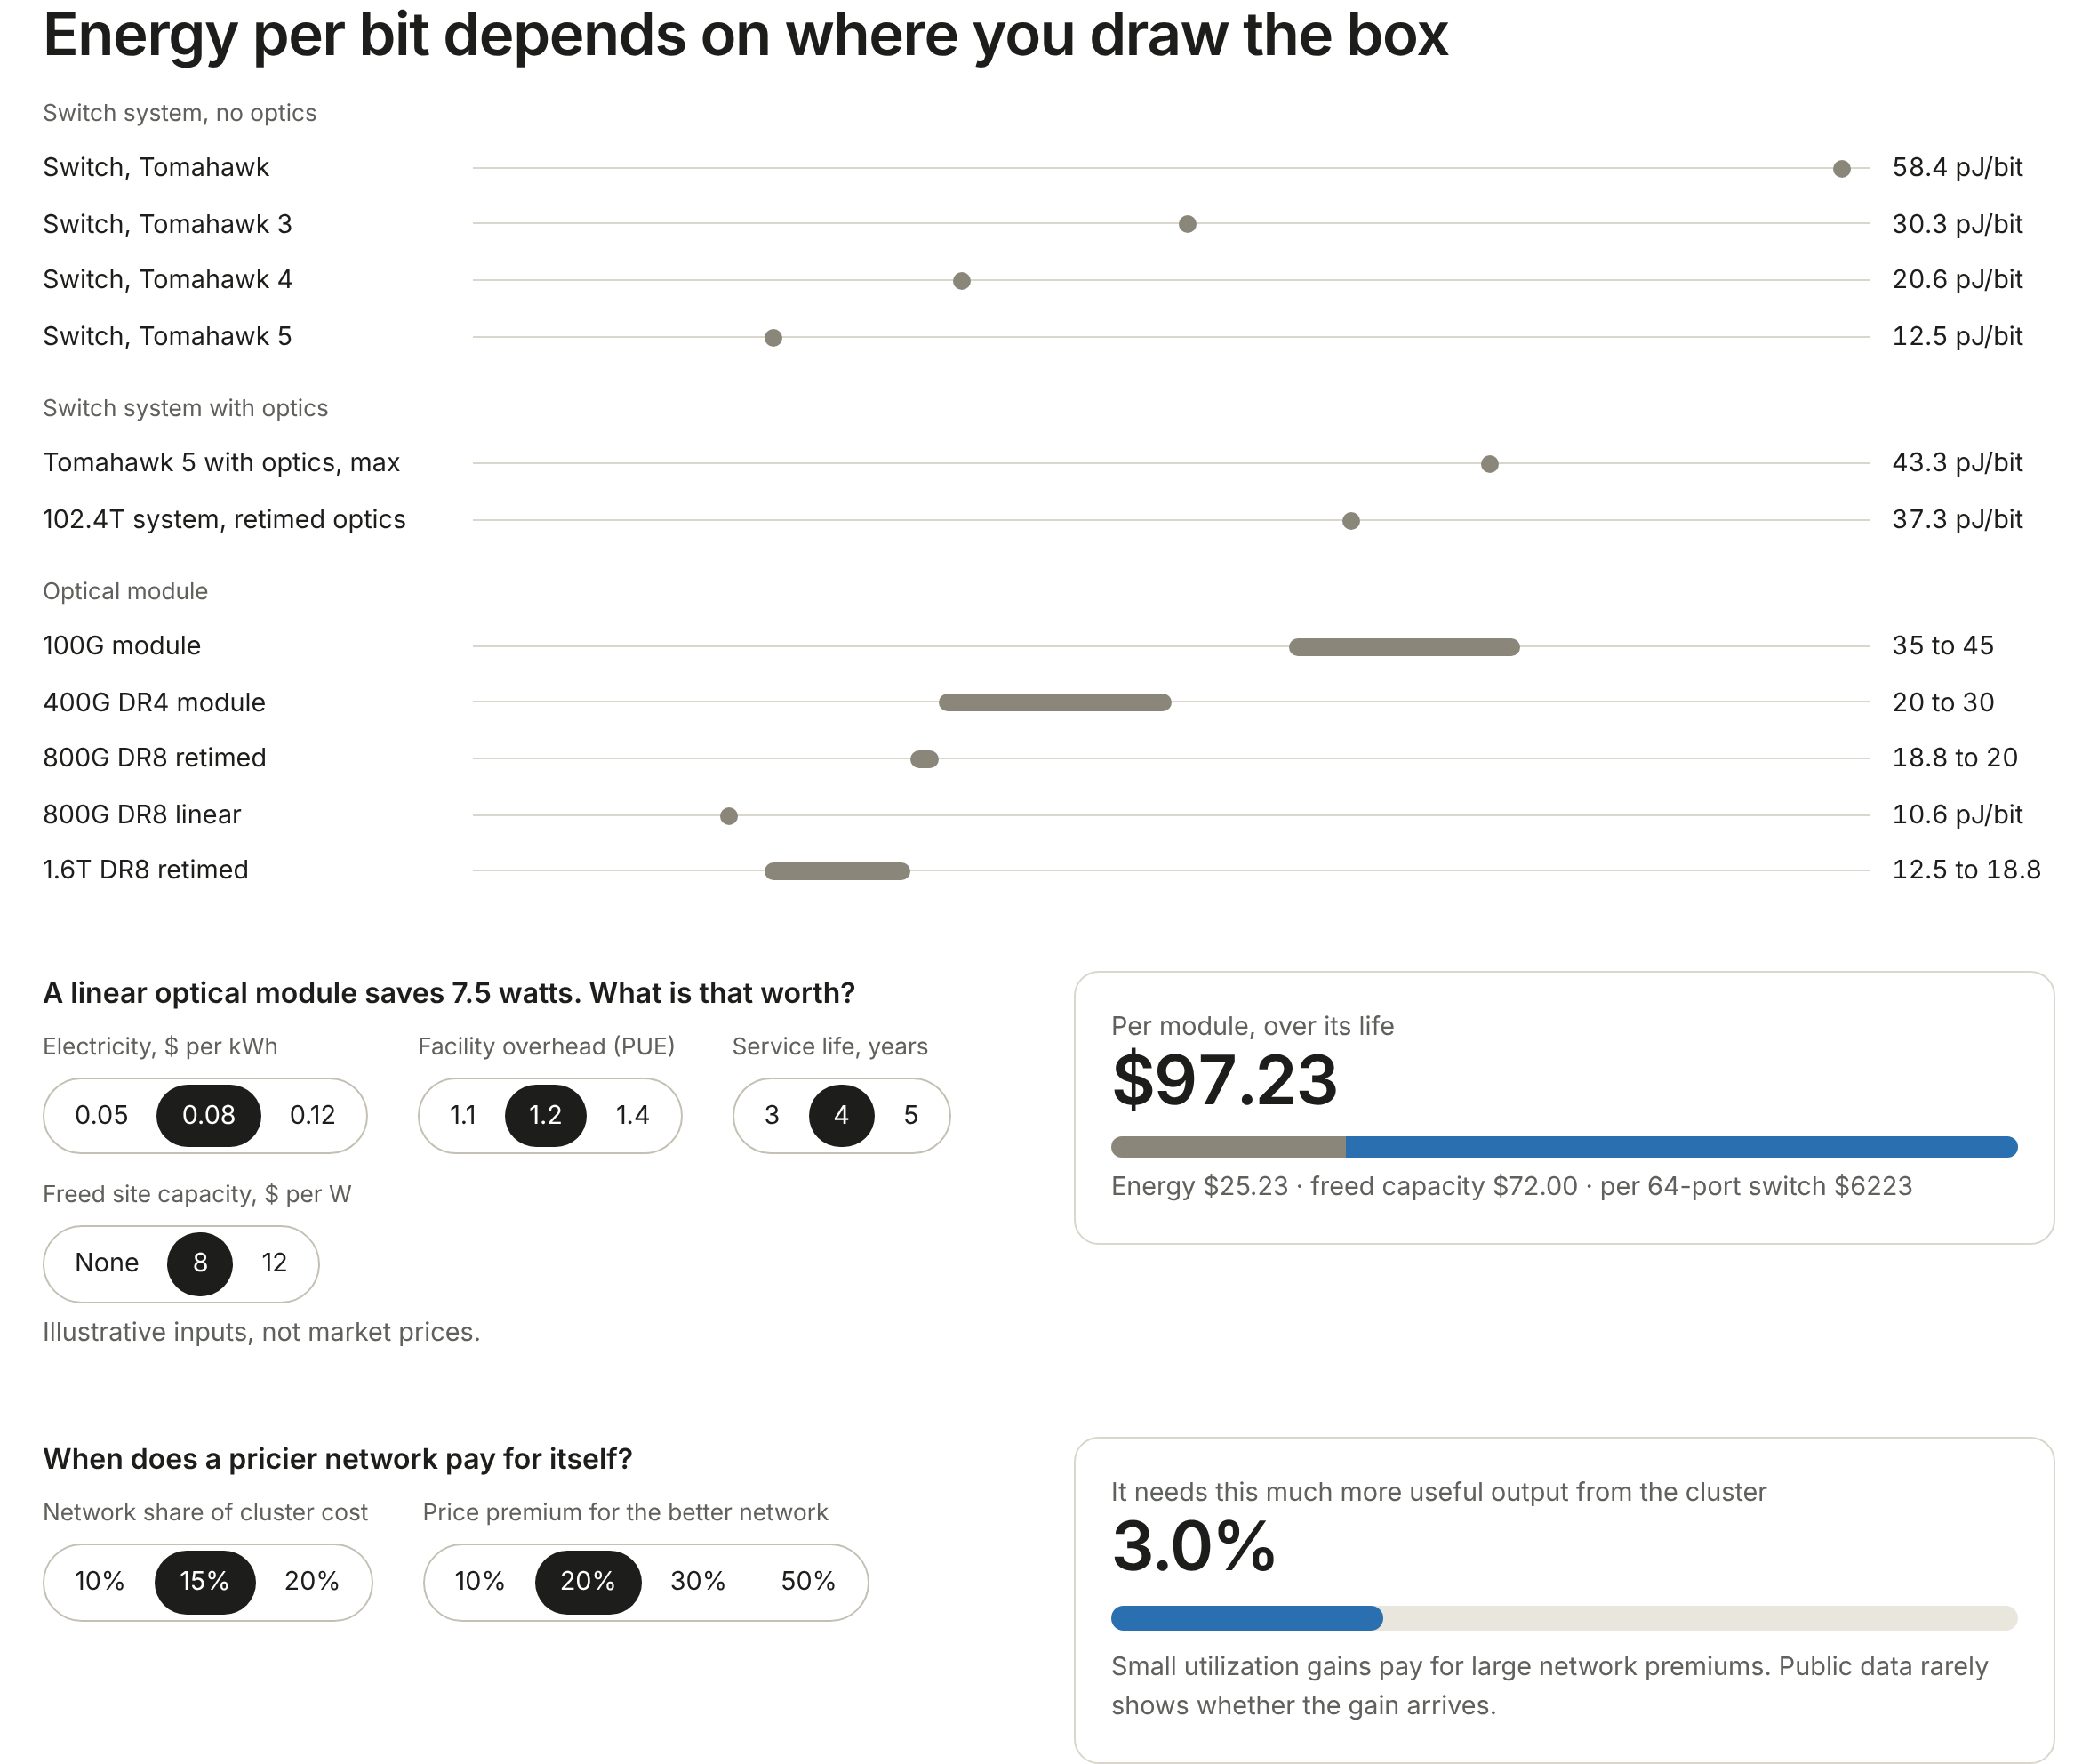 Energy per bit depends on where you draw the box
Switch system, no optics
Switch, Tomahawk 58.4 pJ/bit
Switch, Tomahawk 3 30.3 pJ/bit
Switch, Tomahawk 4 20.6 pJ/bit
Switch, Tomahawk 5 12.5 pJ/bit
Switch system with optics
Tomahawk 5 with optics, max 43.3 pJ/bit
102.4T system, retimed optics 37.3 pJ/bit
Optical module
100G module 35 to 45
400G DR4 module 20 to 30
800G DR8 retimed 18.8 to 20
800G DR8 linear 10.6 pJ/bit
1.6T DR8 retimed 12.5 to 18.8
A linear optical module saves 7.5 watts. What is that worth?
Electricity, $ per kWh
0.05 0.08 0.12
Facility overhead (PUE)
1.1 1.2 1.4
Service life, years
3 4 5
Freed site capacity, $ per W
None 8 12
Illustrative inputs, not market prices.
Per module, over its life
$97.23
Energy $25.23 · freed capacity $72.00 · per 64-port switch $6223
When does a pricier network pay for itself?
Network share of cluster cost
10% 15% 20%
Price premium for the better network
10% 20% 30% 50%
It needs this much more useful output from the cluster
3.0%
Small utilization gains pay for large network premiums. Public data rarely
shows whether the gain arrives.